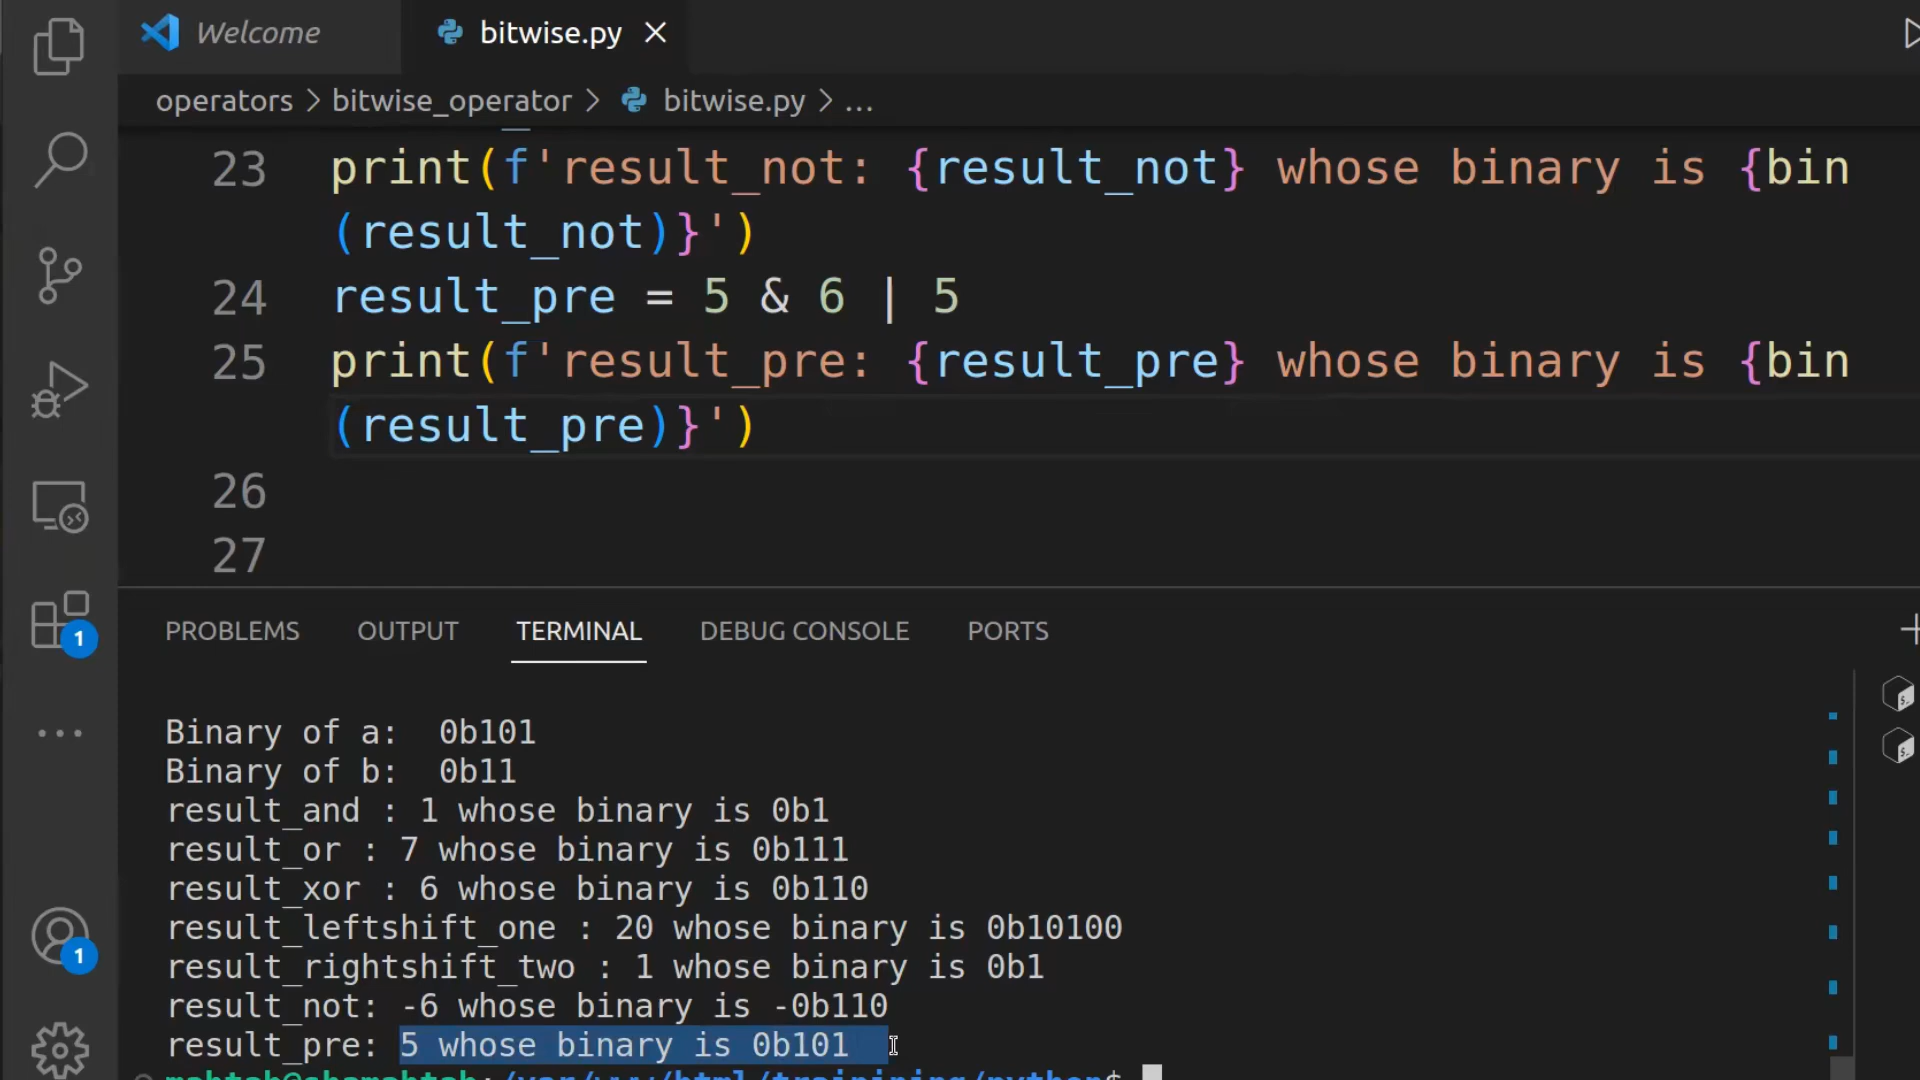 Welcome
bitwise.py
operators > bitwise_operator > bitwise.py > ...
23 print(f'result_not: {result_not} whose binary is {bin
(result_not)}')
24 result_pre = 5 & 6 | 5
25 print(f'result_pre: {result_pre} whose binary is {bin
(result_pre)}')
26
27
1
PROBLEMS OUTPUT TERMINAL DEBUG CONSOLE PORTS
Binary of a:  0b101
Binary of b:  0b11
result_and : 1 whose binary is 0b1
result_or : 7 whose binary is 0b111
result_xor : 6 whose binary is 0b110
result_leftshift_one : 20 whose binary is 0b10100
1
result_rightshift_two : 1 whose binary is 0b1
result_not: -6 whose binary is -0b110
result_pre: 5 whose binary is 0b101